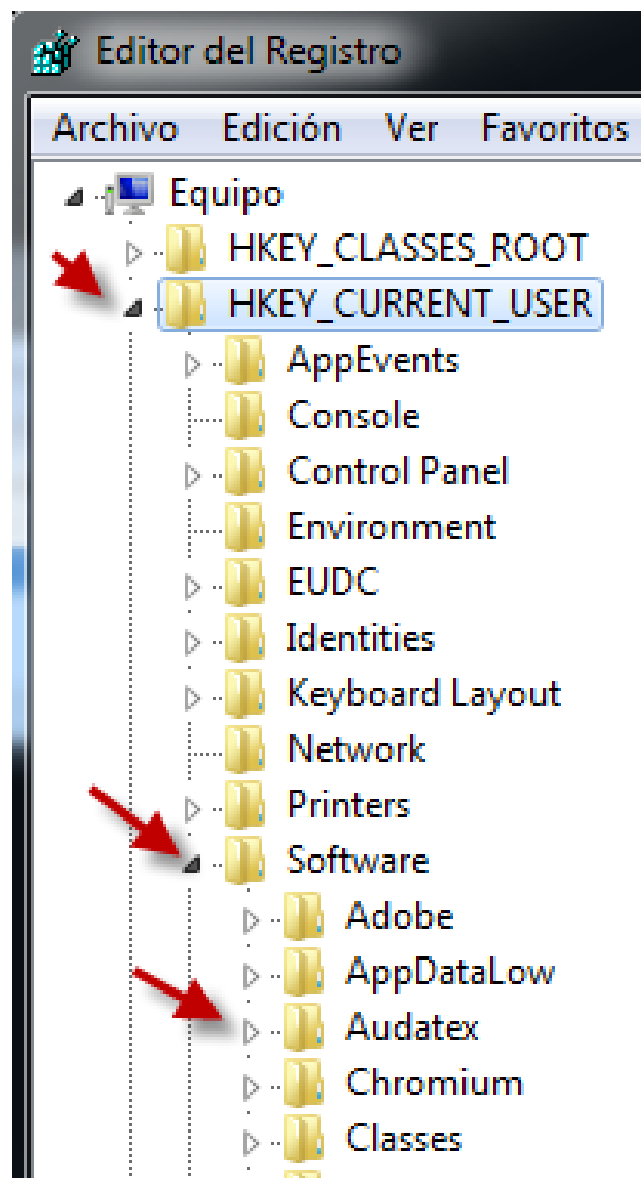 Editor del Registro
Archivo Edición Ver Favoritos
Equipo
HKEY_CLASSES_ROOT
HKEY_CURRENT_USER
AppEvents
Console
Control Panel
Environment
EUDC
Identities
Keyboard Layout
Network
Printers
Software
Adobe
AppDataLow
Audatex
Chromium
Classes